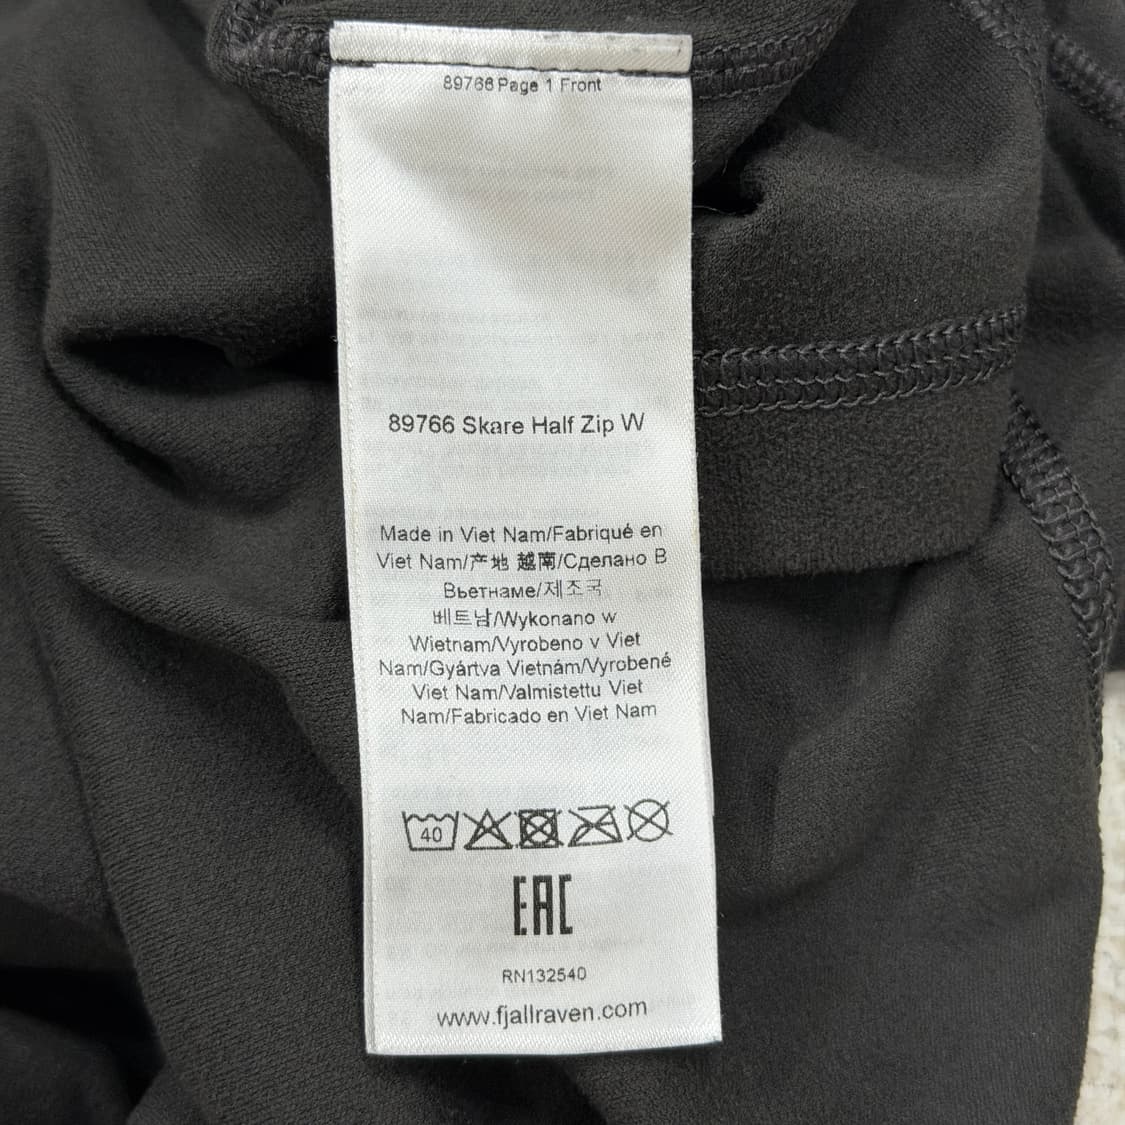 89766 Page 1 Front
89766 Skare Half Zip W
Made in Viet Nam/Fabriqué en
Viet Nam/产地 越南/Сделано В
Вьетнаме/제조국
베트남/Wykonano w
Wietnam/Vyrobeno v Viet
Nam/Gyártva Vietnám/Vyrobené
Viet Nam/Valmistettu Viet
Nam/Fabricado en Viet Nam
40
EAC
RN132540
www.fjallraven.com